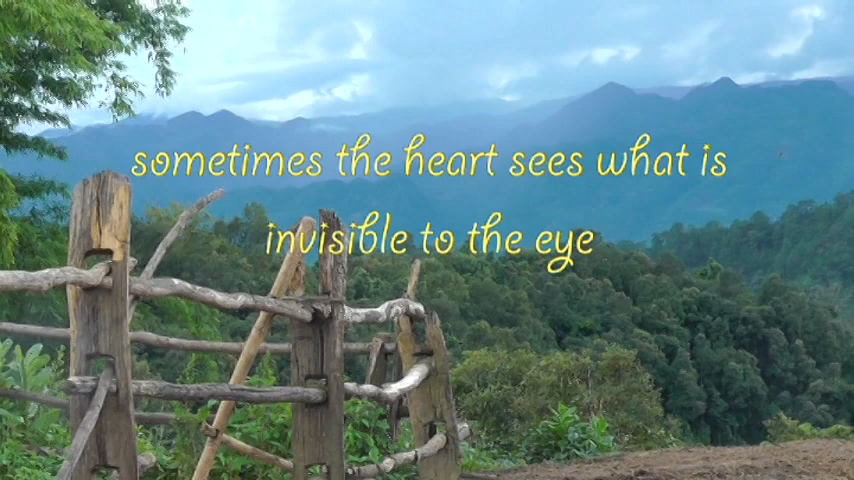 sometimes the heart sees what is
invisible to the eye